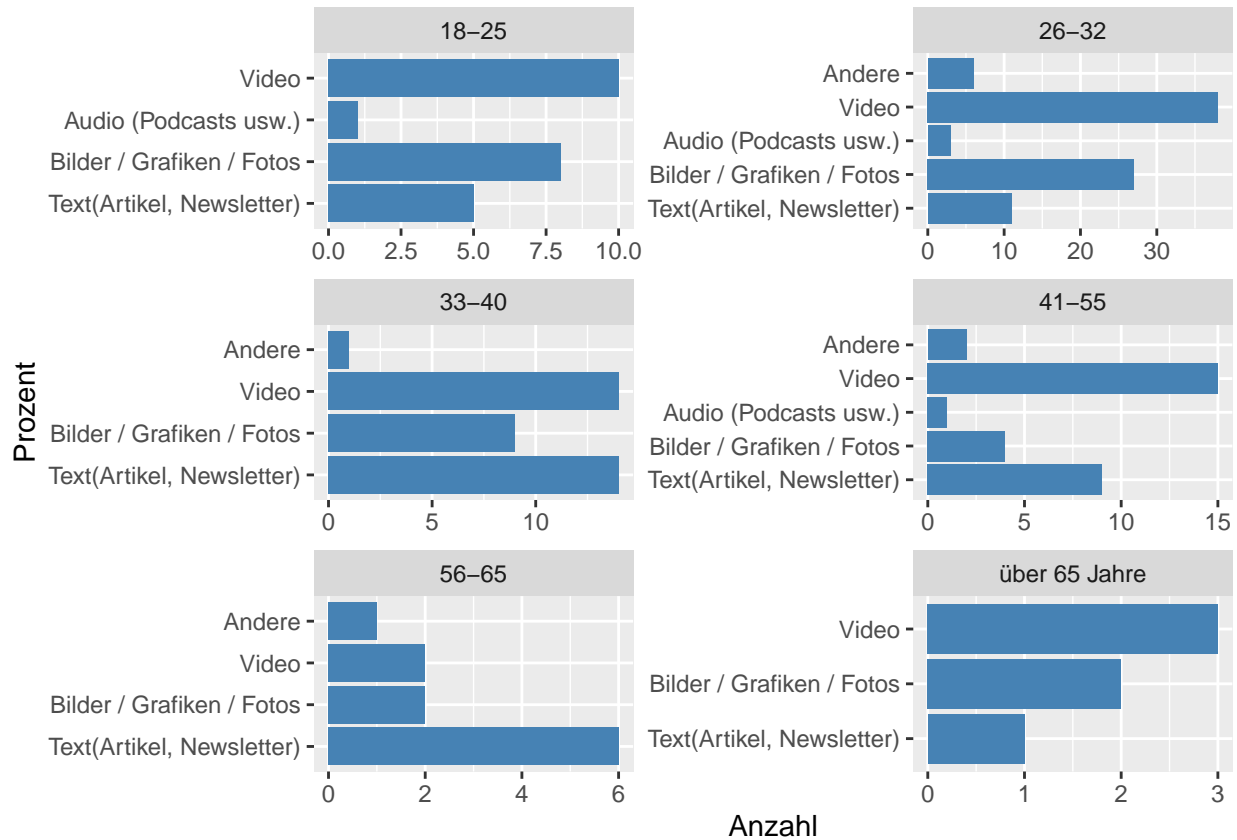 18−25
Video
Audio (Podcasts usw.)
Bilder / Grafiken / Fotos
Text(Artikel, Newsletter)
0.0 2.5 5.0 7.5 10.0
26−32
Andere
Video
Audio (Podcasts usw.)
Bilder / Grafiken / Fotos
Text(Artikel, Newsletter)
0 10 20 30
33−40
Andere
Video
Bilder / Grafiken / Fotos
Text(Artikel, Newsletter)
0 5 10
41−55
Andere
Video
Audio (Podcasts usw.)
Bilder / Grafiken / Fotos
Text(Artikel, Newsletter)
0 5 10 15
56−65
Andere
Video
Bilder / Grafiken / Fotos
Text(Artikel, Newsletter)
0 2 4 6
über 65 Jahre
Video
Bilder / Grafiken / Fotos
Text(Artikel, Newsletter)
0 1 2 3
Prozent
Anzahl